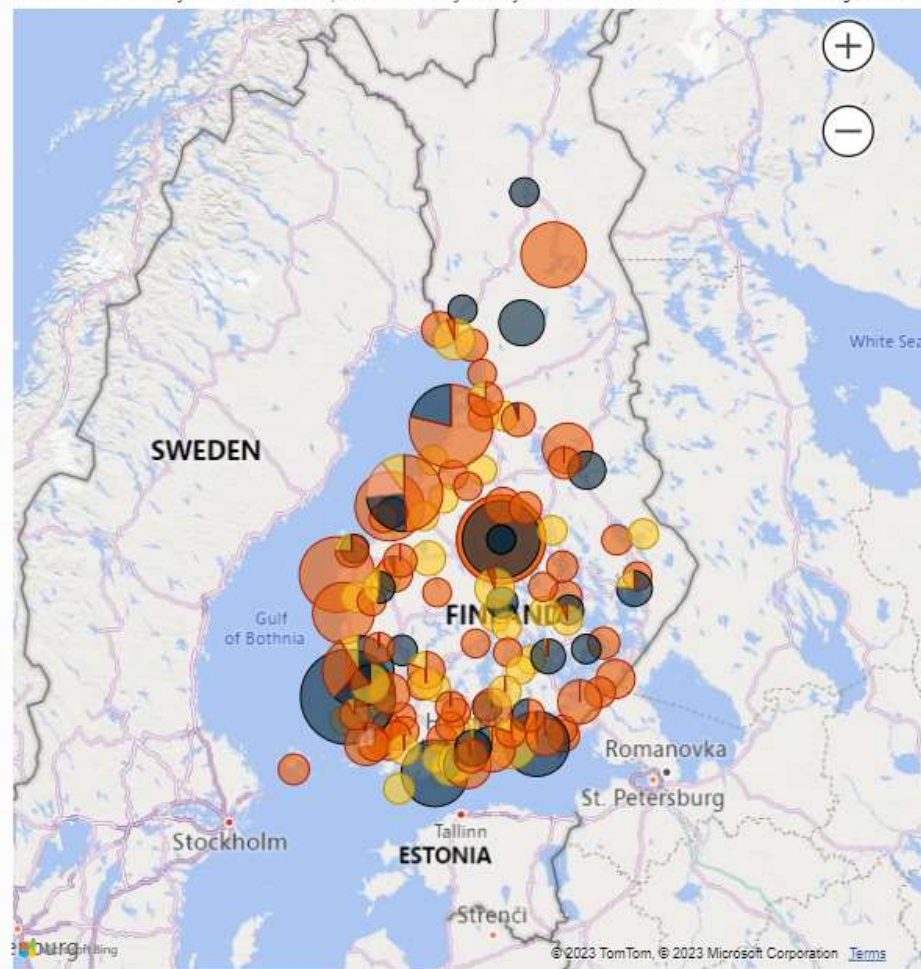 +
−
White Sea
SWEDEN
Gulf
of Bothnia
FINLAND
Romanovka
St. Petersburg
Stockholm
Tallinn
ESTONIA
Strenči
© 2023 TomTom, © 2023 Microsoft Corporation Terms